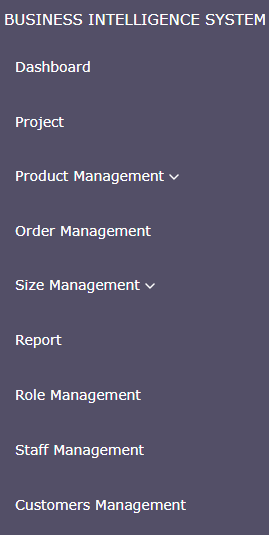 BUSINESS INTELLIGENCE SYSTEM
Dashboard
Project
Product Management
Order Management
Size Management
Report
Role Management
Staff Management
Customers Management